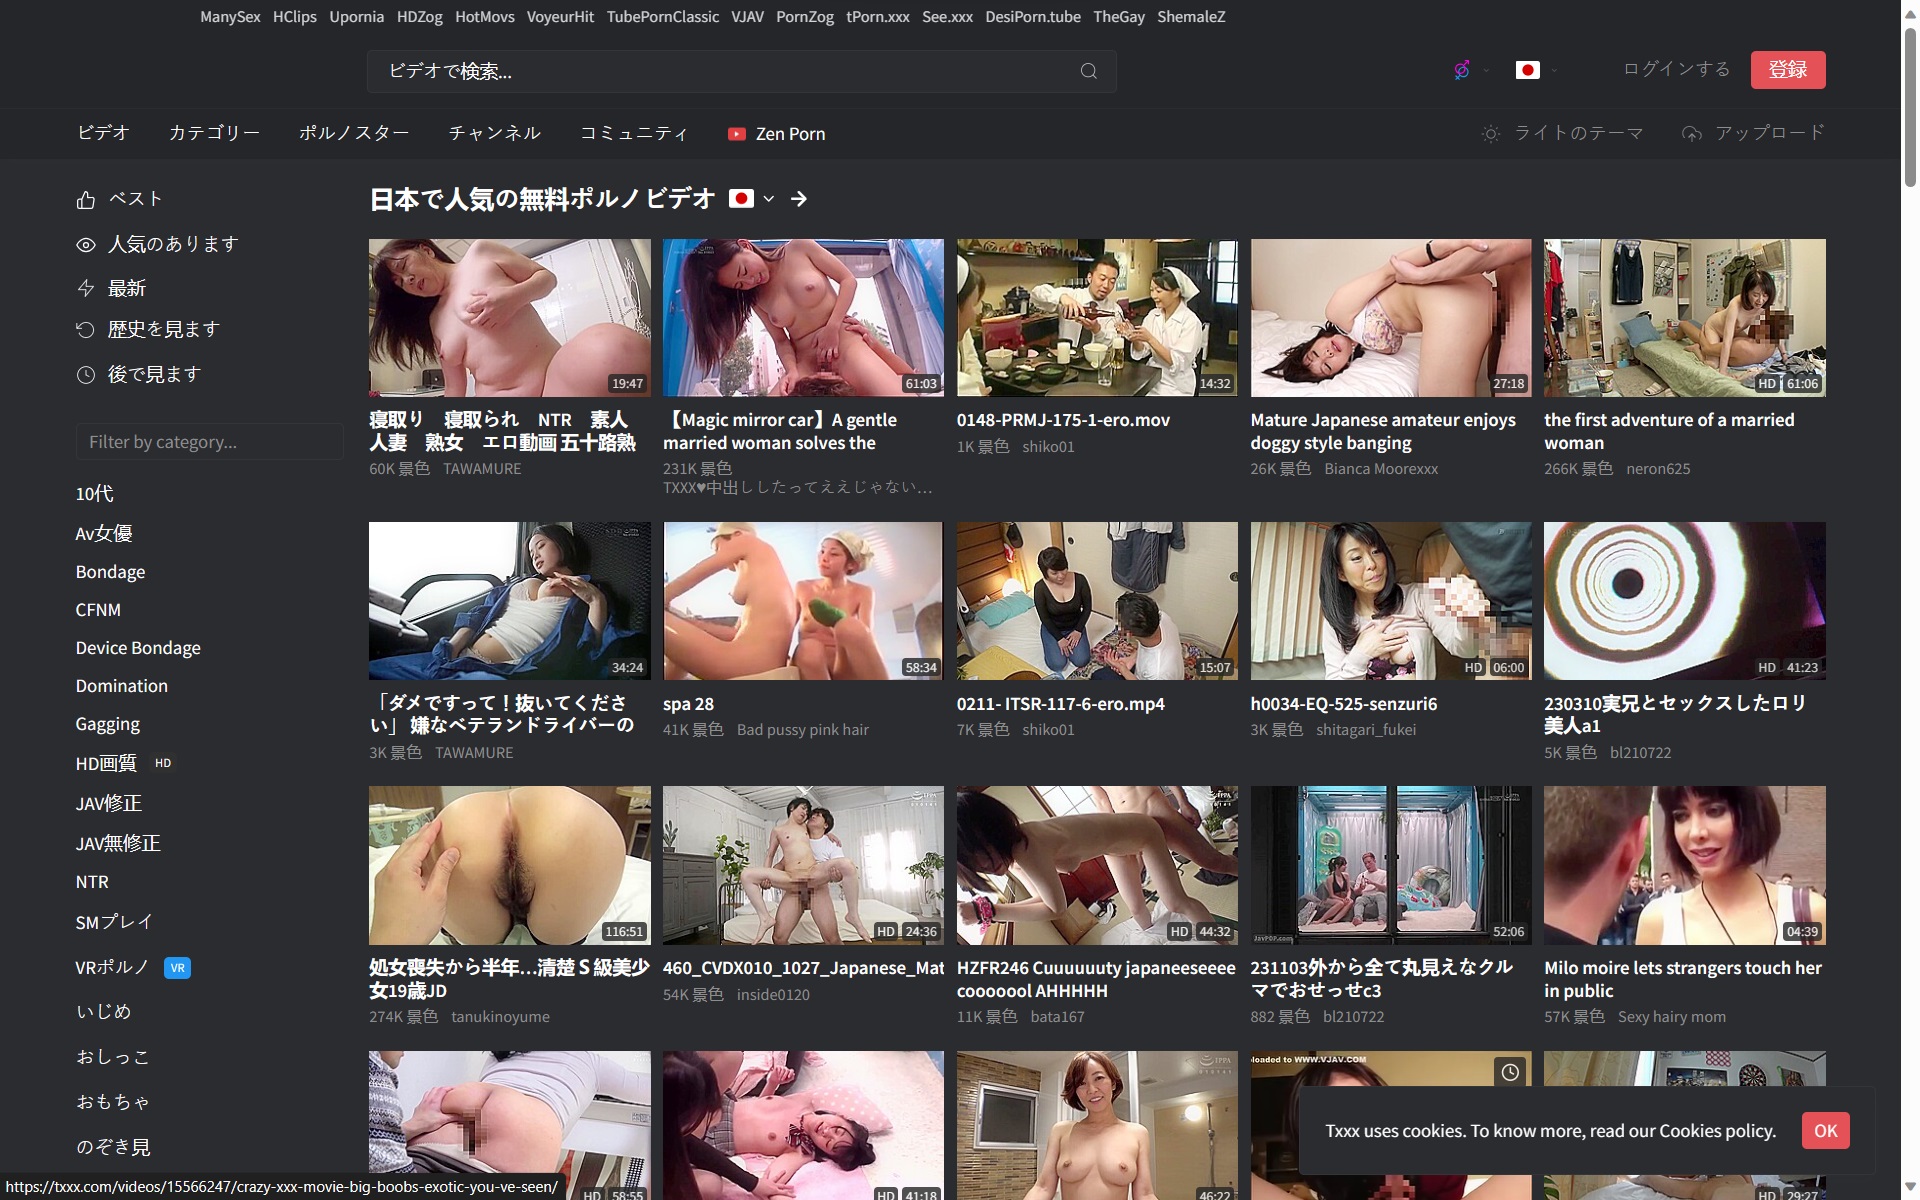 ManySex HClips Upornia HDZog HotMovs VoyeurHit TubePornClassic VJAV PornZog tPorn.xxx See.xxx DesiPorn.tube TheGay ShemaleZ
ビデオで検索...
ログインする 登録
ビデオ カテゴリー ポルノスター チャンネル コミュニティ Zen Porn ライトのテーマ アップロード
ベスト
人気のあります
最新
歴史を見ます
後で見ます
Filter by category...
10代
Av女優
Bondage
CFNM
Device Bondage
Domination
Gagging
HD画質 HD
JAV修正
JAV無修正
NTR
SMプレイ
VRポルノ VR
いじめ
おしっこ
おもちゃ
のぞき見
日本で人気の無料ポルノビデオ
19:47
61:03
14:32
27:18
HD 61:06
寝取り 寝取られ NTR 素人
人妻 熟女 エロ動画 五十路熟
60K 景色 TAWAMURE
【Magic mirror car】A gentle
married woman solves the
231K 景色
TXXX♥中出ししたってええじゃない...
0148-PRMJ-175-1-ero.mov
1K 景色 shiko01
Mature Japanese amateur enjoys
doggy style banging
26K 景色 Bianca Moorexxx
the first adventure of a married
woman
266K 景色 neron625
34:24
58:34
15:07
HD 06:00
HD 41:23
「ダメですって！抜いてくださ
い」 嫌なベテランドライバーの
3K 景色 TAWAMURE
spa 28
41K 景色 Bad pussy pink hair
0211- ITSR-117-6-ero.mp4
7K 景色 shiko01
h0034-EQ-525-senzuri6
3K 景色 shitagari_fukei
230310実兄とセックスしたロリ
美人a1
5K 景色 bl210722
116:51
HD 24:36
HD 44:32
JavPOP.com
52:06
04:39
処女喪失から半年…清楚Ｓ級美少
女19歳JD
274K 景色 tanukinoyume
460_CVDX010_1027_Japanese_Mat
54K 景色 inside0120
HZFR246 Cuuuuuuty japaneeseeee
cooooool AHHHHH
11K 景色 bata167
231103外から全て丸見えなクル
マでおせっせc3
882 景色 bl210722
Milo moire lets strangers touch her
in public
57K 景色 Sexy hairy mom
loaded to WWW.VJAV.COM
HD 58:55
HD 41:18
46:22
HD 29:27
Txxx uses cookies. To know more, read our Cookies policy. OK
https://txxx.com/videos/15566247/crazy-xxx-movie-big-boobs-exotic-you-ve-seen/